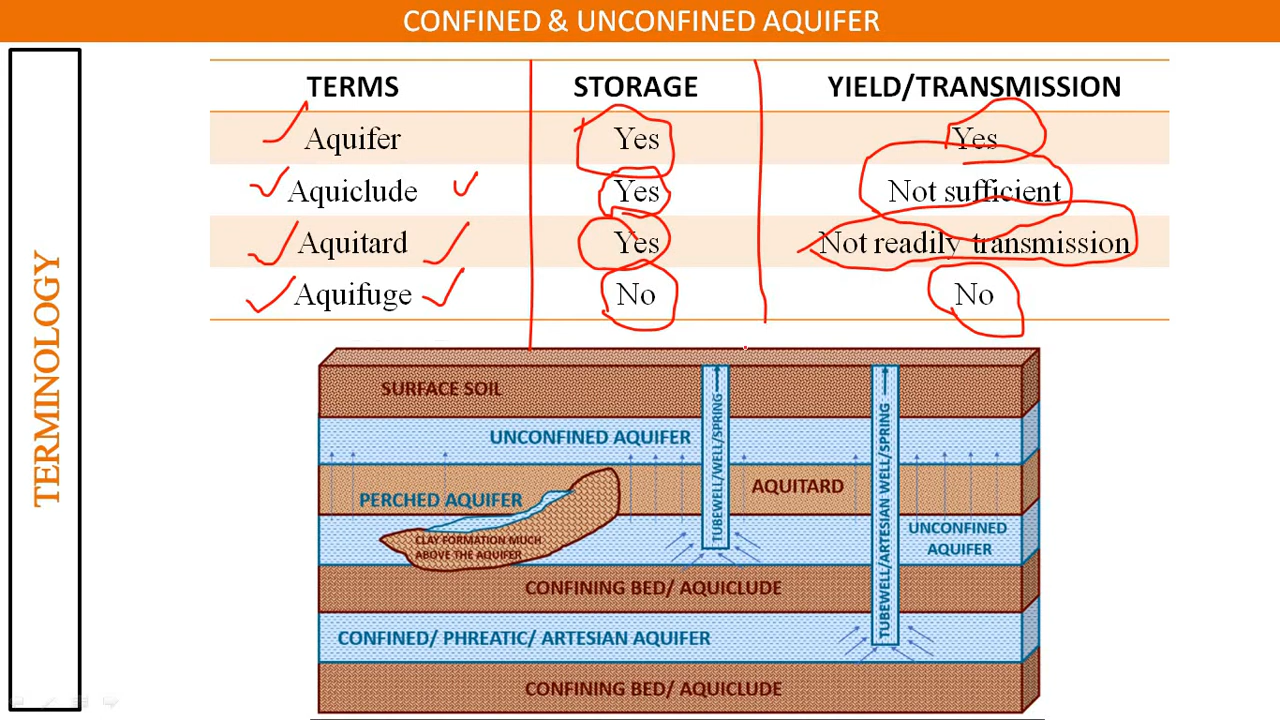 CONFINED & UNCONFINED AQUIFER
TERMINOLOGY
TERMS STORAGE YIELD/TRANSMISSION
Aquifer Yes Yes
Aquiclude Yes Not sufficient
Aquitard Yes Not readily transmission
Aquifuge No No
SURFACE SOIL
UNCONFINED AQUIFER
TUBEWELL/WELL/SPRING
TUBEWELL/ARTESIAN WELL/SPRING
PERCHED AQUIFER
AQUITARD
CLAY FORMATION MUCH
ABOVE THE AQUIFER
UNCONFINED
AQUIFER
CONFINING BED/ AQUICLUDE
CONFINED/ PHREATIC/ ARTESIAN AQUIFER
CONFINING BED/ AQUICLUDE